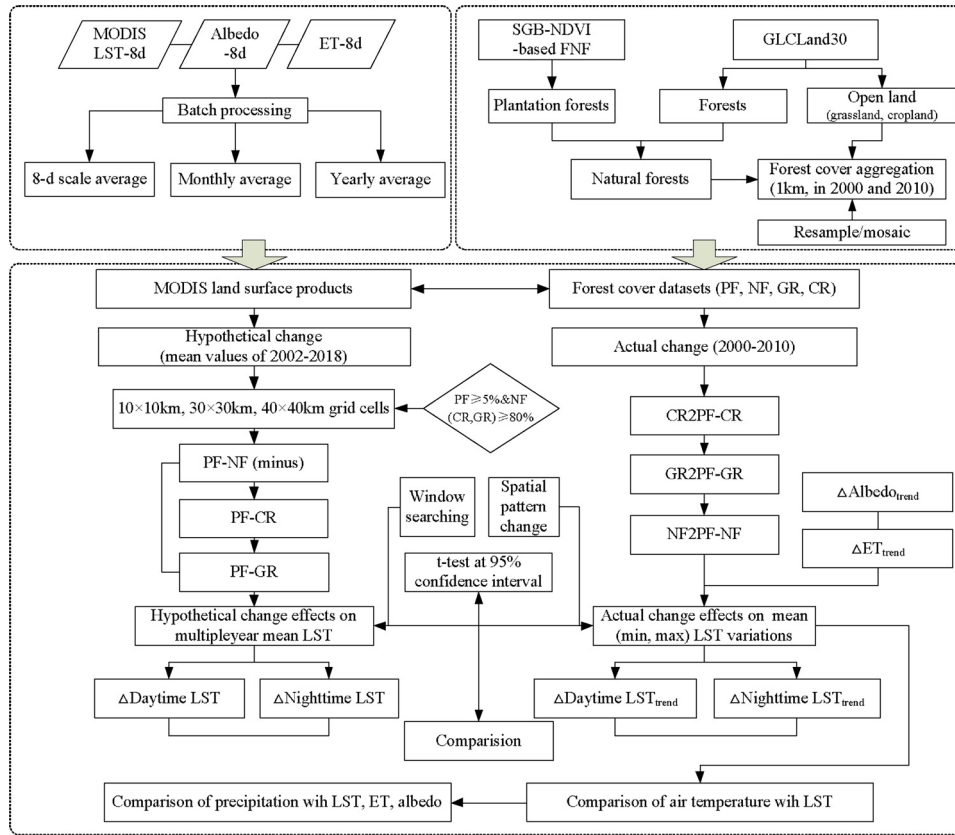 MODIS
LST-8d
Albedo
-8d
ET-8d
Batch processing
8-d scale average
Monthly average
Yearly average
SGB-NDVI
-based FNF
GLCLand30
Plantation forests
Forests
Open land
(grassland, cropland)
Natural forests
Forest cover aggregation
(1km, in 2000 and 2010)
Resample/mosaic
MODIS land surface products
Forest cover datasets (PF, NF, GR, CR)
Hypothetical change
(mean values of 2002-2018)
Actual change (2000-2010)
10×10km, 30×30km, 40×40km grid cells
PF≥5%&NF
(CR,GR)≥80%
PF-NF (minus)
PF-CR
PF-GR
CR2PF-CR
GR2PF-GR
NF2PF-NF
Window
searching
Spatial
pattern
change
△Albedotrend
△ETtrend
t-test at 95%
confidence interval
Hypothetical change effects on
multipleyear mean LST
Actual change effects on  mean
(min, max) LST variations
△Daytime LST
△Nighttime LST
△Daytime LSTtrend
△Nighttime LSTtrend
Comparision
Comparison of precipitation wih LST, ET, albedo
Comparison of air temperature wih LST